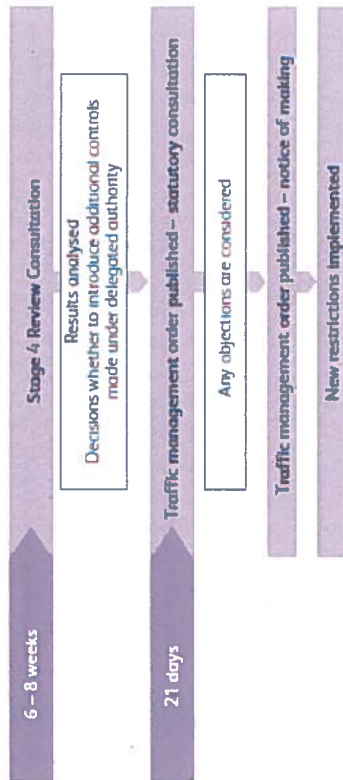 6 – 8 weeks
Stage 4 Review Consultation
Results analysed
Decisions whether to introduce additional controls
made under delegated authority
21 days
Traffic management order published – statutory consultation
Any objections are considered
Traffic management order published – notice of making
New restrictions implemented